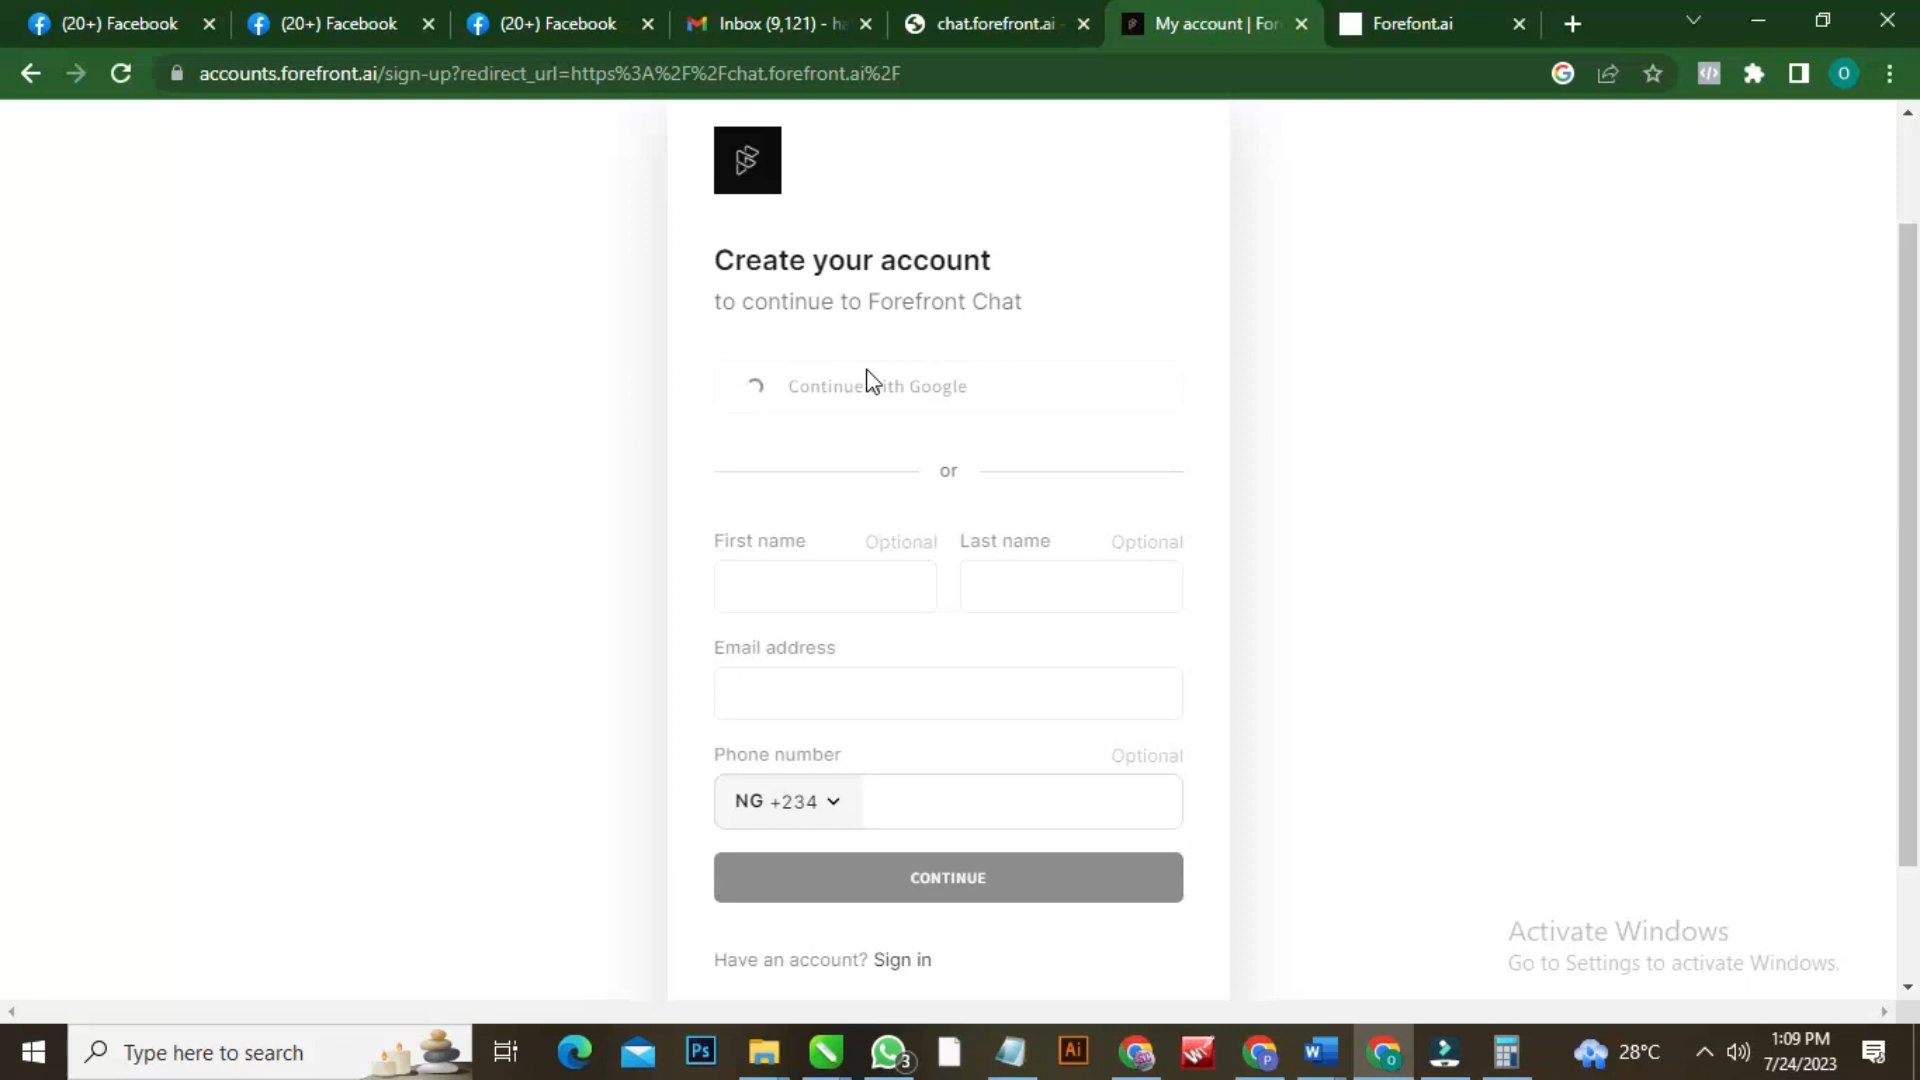 (20+) Facebook (20+) Facebook (20+) Facebook Inbox (9,121) - ha chat.forefront.ai My account | For Forefont.ai
accounts.forefront.ai/sign-up?redirect_url=https%3A%2F%2Fchat.forefront.ai%2F O
Create your account
to continue to Forefront Chat
Continue with Google
or
First name Optional Last name Optional
Email address
Phone number Optional
NG +234
CONTINUE
Have an account? Sign in
Activate Windows
Go to Settings to activate Windows.
Type here to search Ps 3 Ai P W O 28°C 1:09 PM
7/24/2023